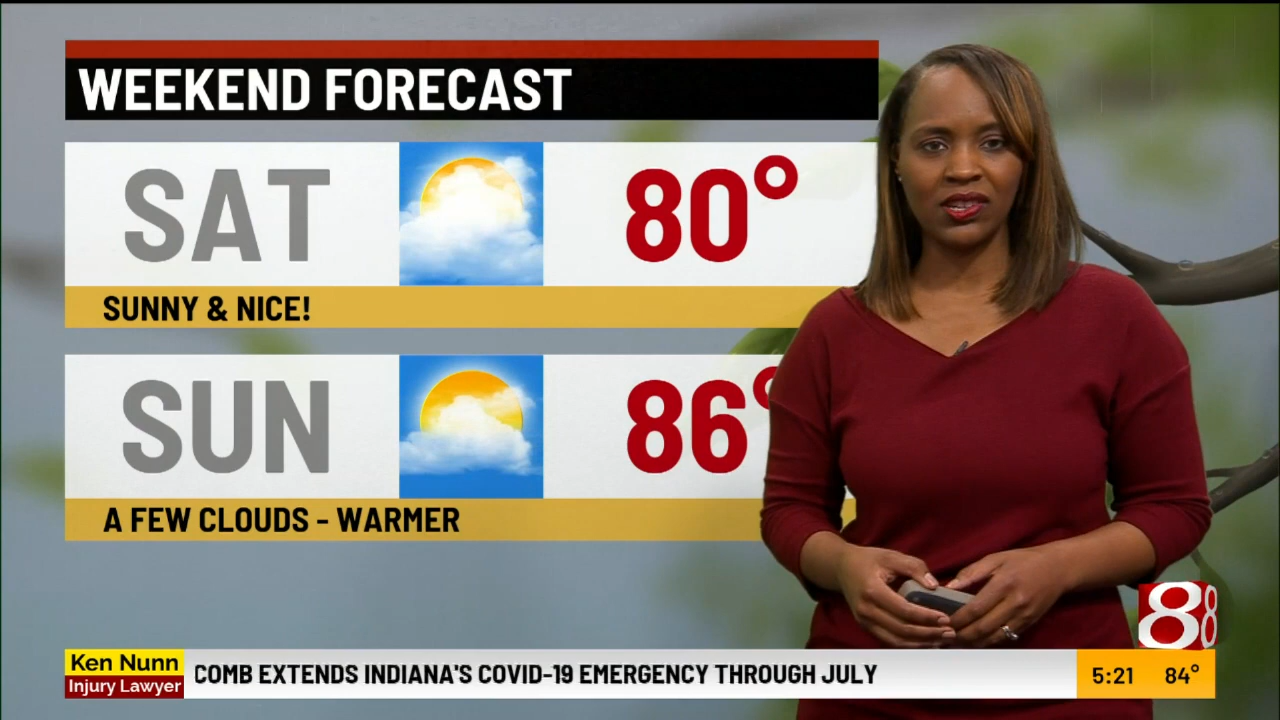 WEEKEND FORECAST
SAT
80°
SUNNY & NICE!
SUN
86°
A FEW CLOUDS - WARMER
8
8
Ken Nunn
Injury Lawyer
COMB EXTENDS INDIANA'S COVID-19 EMERGENCY THROUGH JULY
5:21 84°